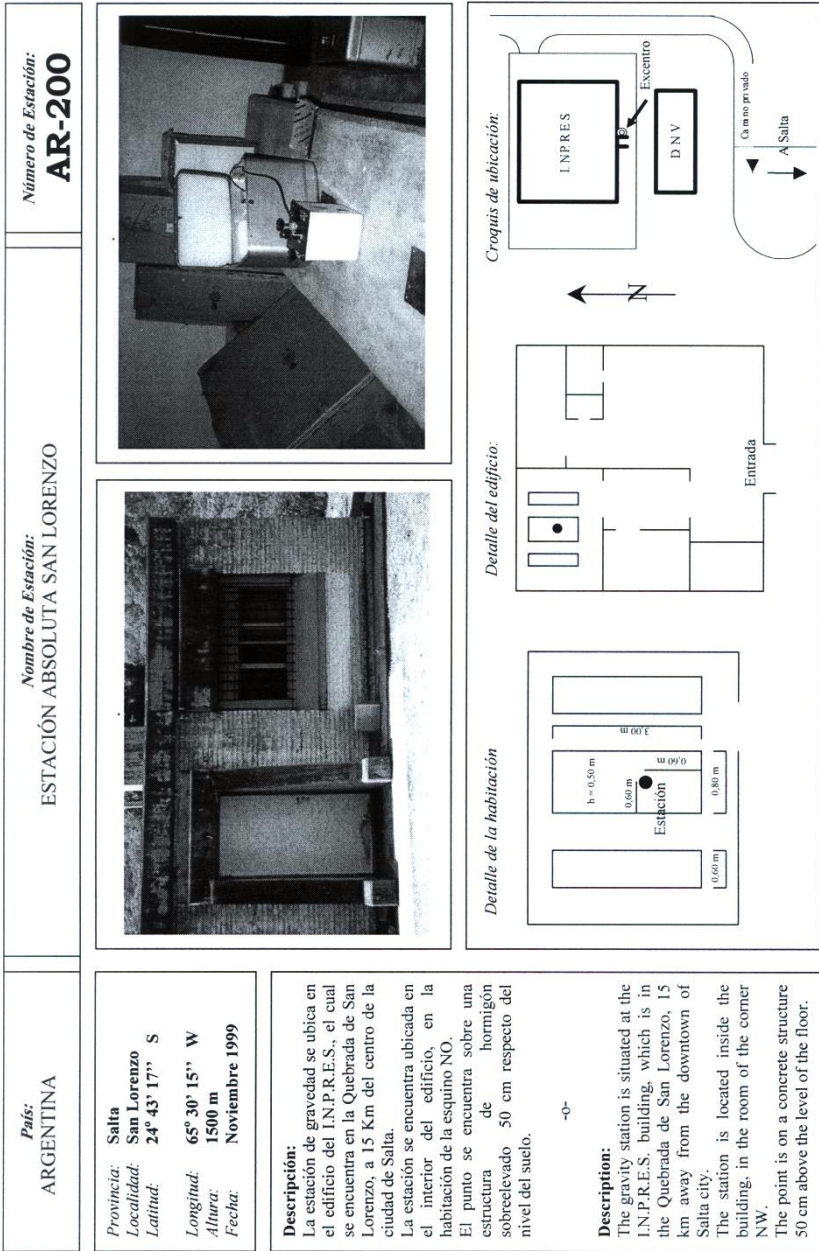 País:
ARGENTINA
Nombre de Estación:
ESTACIÓN ABSOLUTA SAN LORENZO
Número de Estación:
AR-200
Provincia: Salta
Localidad: San Lorenzo
Latitud: 24° 43’ 17’’ S
Longitud: 65° 30’ 15’’ W
Altura: 1500 m
Fecha: Noviembre 1999
Descripción:
La estación de gravedad se ubica en
el edificio del I.N.P.R.E.S., el cual
se encuentra en la Quebrada de San
Lorenzo, a 15 Km del centro de la
ciudad de Salta.
La estación se encuentra ubicada en
el interior del edificio, en la
habitación de la esquino NO.
El punto se encuentra sobre una
estructura de hormigón
sobreelevado 50 cm respecto del
nivel del suelo.
-o-
Description:
The gravity station is situated at the
I.N.P.R.E.S. building, which is in
the Quebrada de San Lorenzo, 15
km away from the downtown of
Salta city.
The station is located inside the
building, in the room of the corner
NW.
The point is on a concrete structure
50 cm above the level of the floor.
Detalle de la habitación
h = 0,50 m
0,60 m
Estación
0,60 m
3,00 m
0,60 m
0,80 m
Detalle del edificio:
Entrada
N
Croquis de ubicación:
I.N.P.R.E.S
Excentro
D N V
Camino privado
A Salta